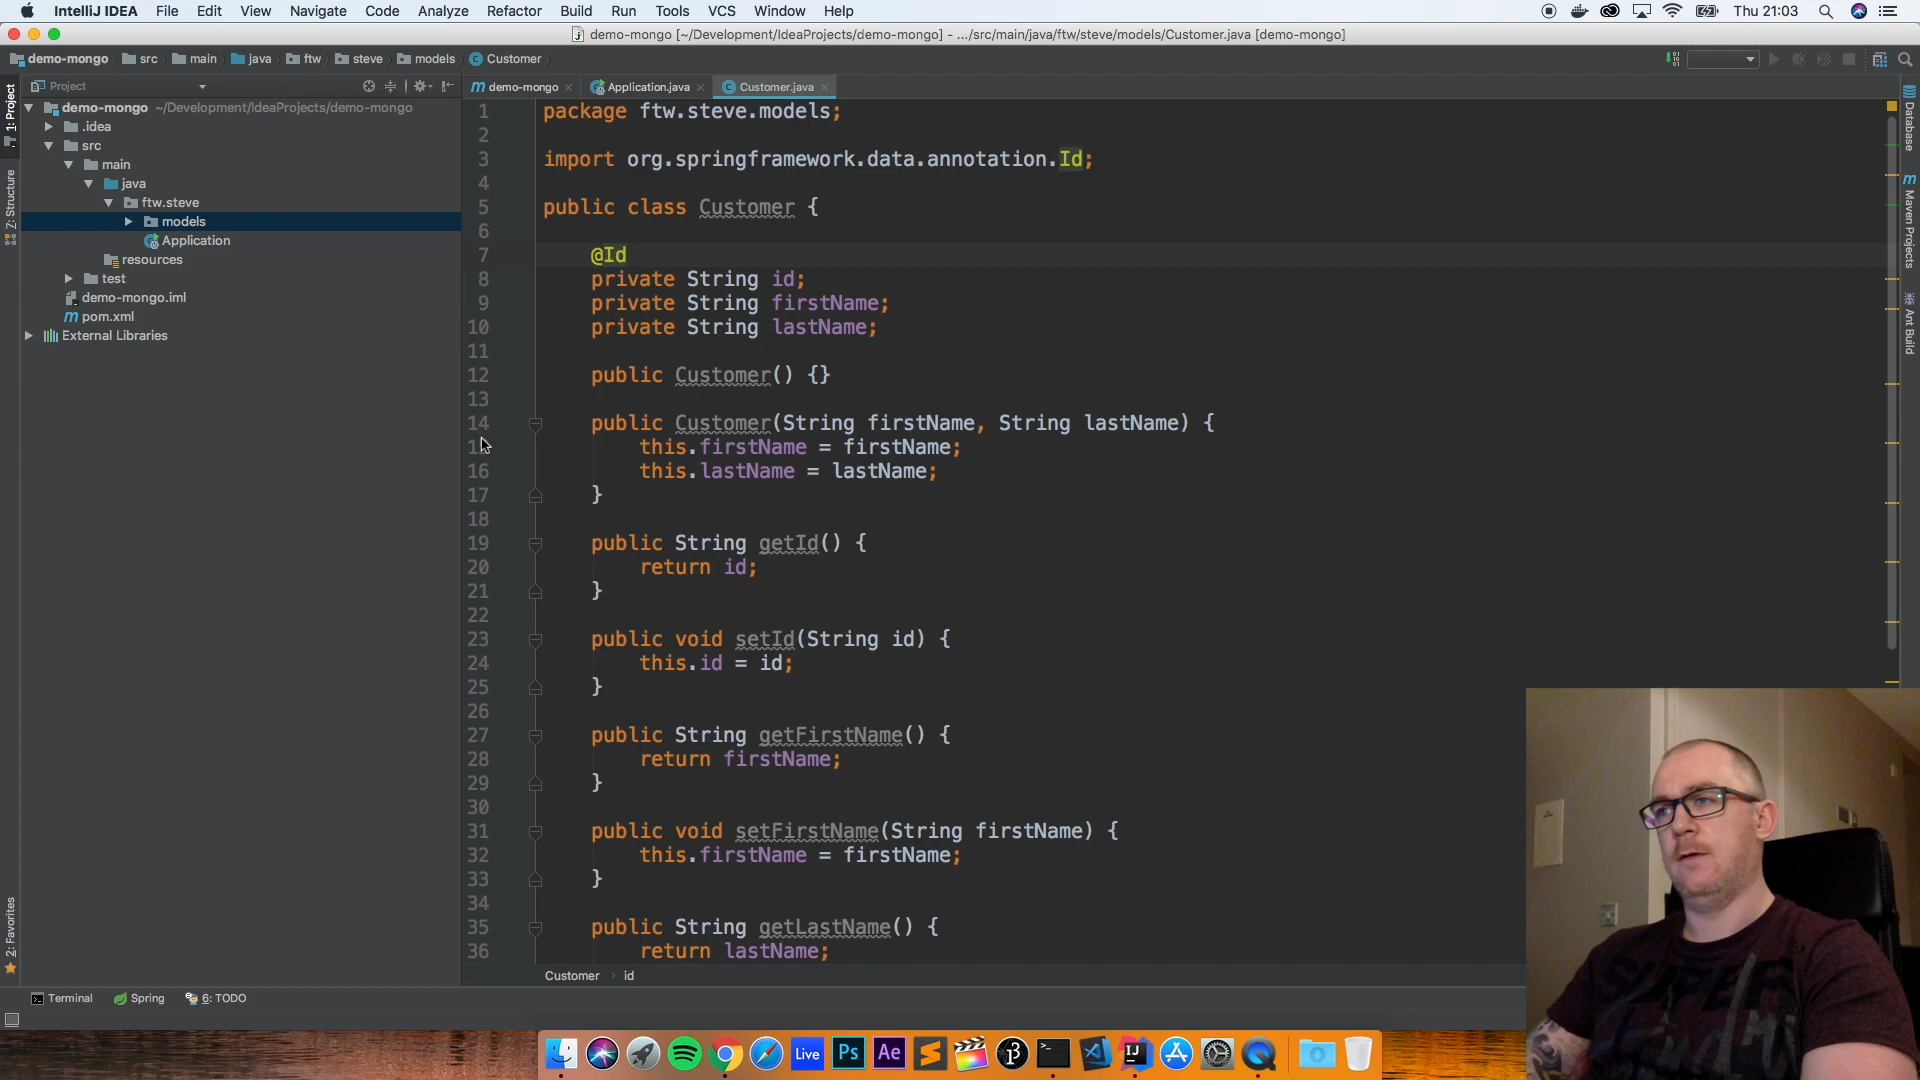 IntelliJ IDEA File Edit View Navigate Code Analyze Refactor Build Run Tools VCS Window Help Thu 21:03
demo-mongo [~/Development/IdeaProjects/demo-mongo] - .../src/main/java/ftw/steve/models/Customer.java [demo-mongo]
demo-mongo src main java ftw steve models Customer
Project
demo-mongo Application.java Customer.java
demo-mongo ~/Development/IdeaProjects/demo-mongo
.idea
src
main
java
ftw.steve
models
Application
resources
test
demo-mongo.iml
pom.xml
External Libraries
1: Project
Z: Structure
2: Favorites
1 package ftw.steve.models;
2
3 import org.springframework.data.annotation.Id;
4
5 public class Customer {
6
7 @Id
8 private String id;
9 private String firstName;
10 private String lastName;
11
12 public Customer() {}
13
14 public Customer(String firstName, String lastName) {
this.firstName = firstName;
16 this.lastName = lastName;
17 }
18
19 public String getId() {
20 return id;
21 }
22
23 public void setId(String id) {
24 this.id = id;
25 }
26
27 public String getFirstName() {
28 return firstName;
29 }
30
31 public void setFirstName(String firstName) {
32 this.firstName = firstName;
33 }
34
35 public String getLastName() {
36 return lastName;
Customer id
Database
Maven Projects
Ant Build
Terminal Spring 6: TODO
Live Ps Ae IJ